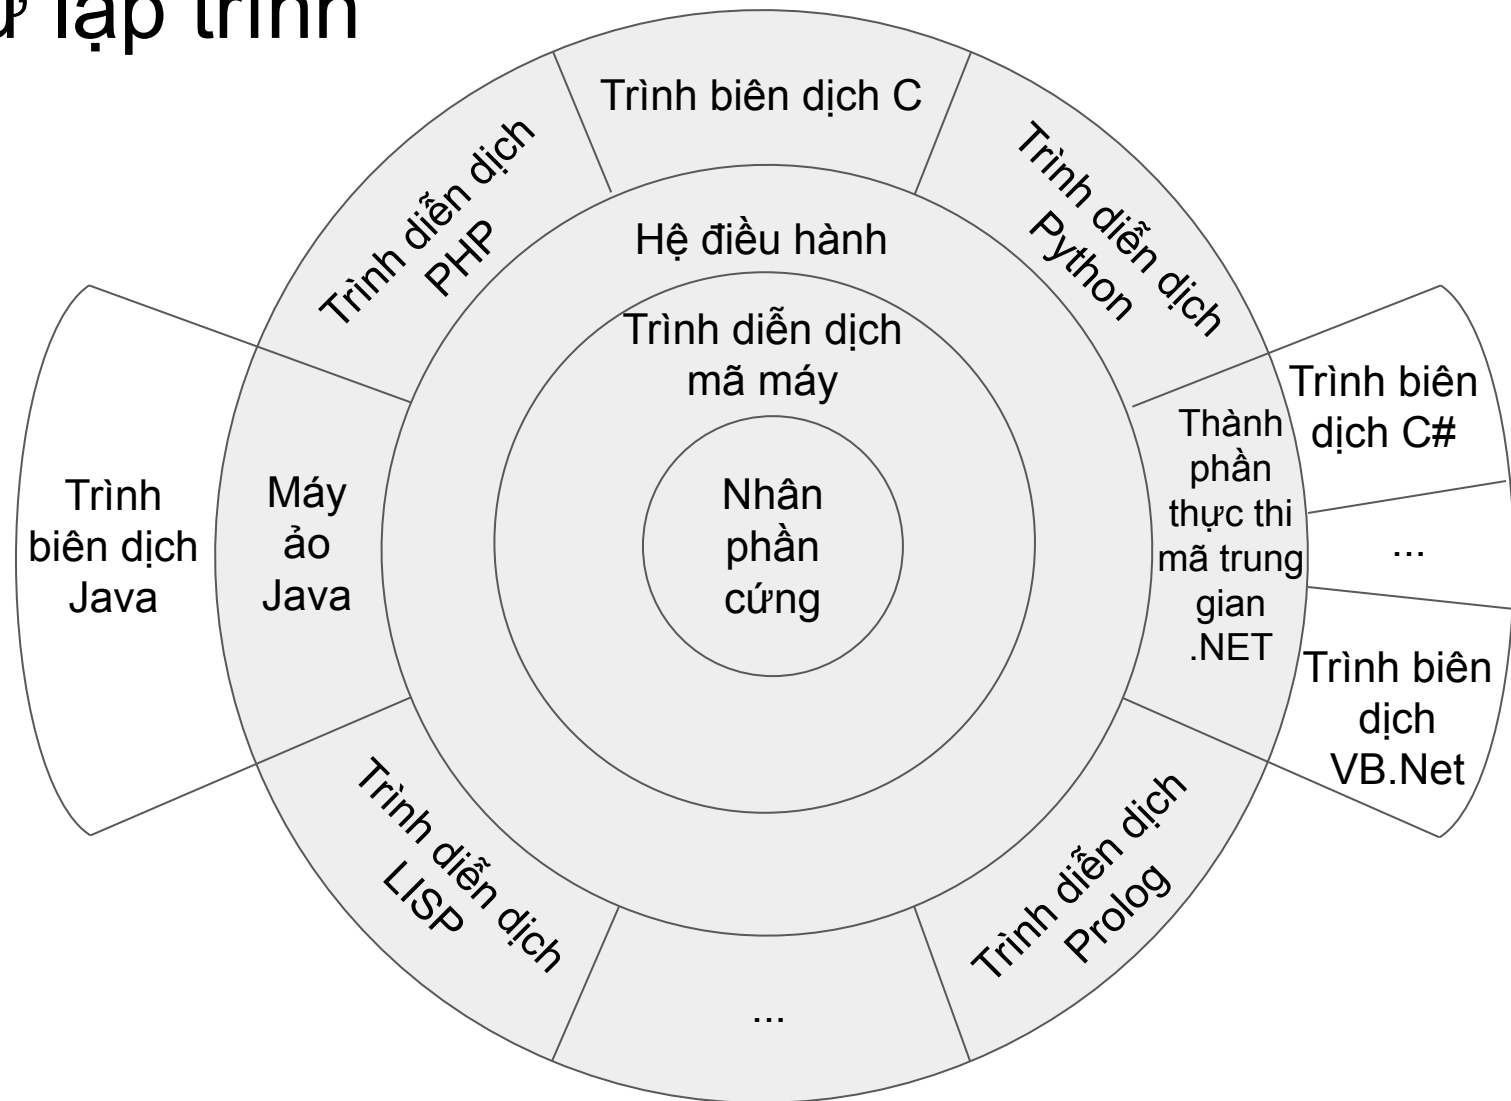 lập trình
Trình biên dịch C
Trình diễn dịch
PHP
Trình diễn dịch
Python
Hệ điều hành
Trình diễn dịch
mã máy
Nhân
phần
cứng
Trình
biên dịch
Java
Máy
ảo
Java
Thành
phần
thực thi
mã trung
gian
.NET
Trình biên
dịch C#
...
Trình biên
dịch
VB.Net
Trình diễn dịch
LISP
...
Trình diễn dịch
Prolog